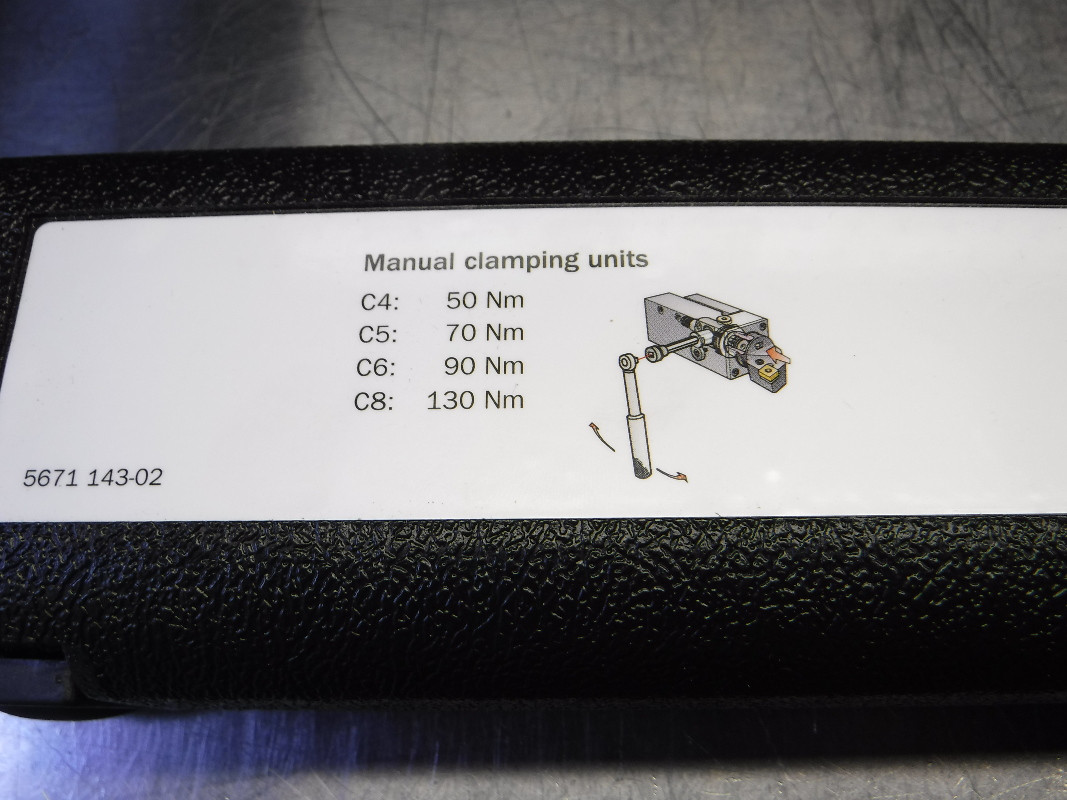 Manual clamping units
C4: 50 Nm
C5: 70 Nm
C6: 90 Nm
C8: 130 Nm
5671 143-02